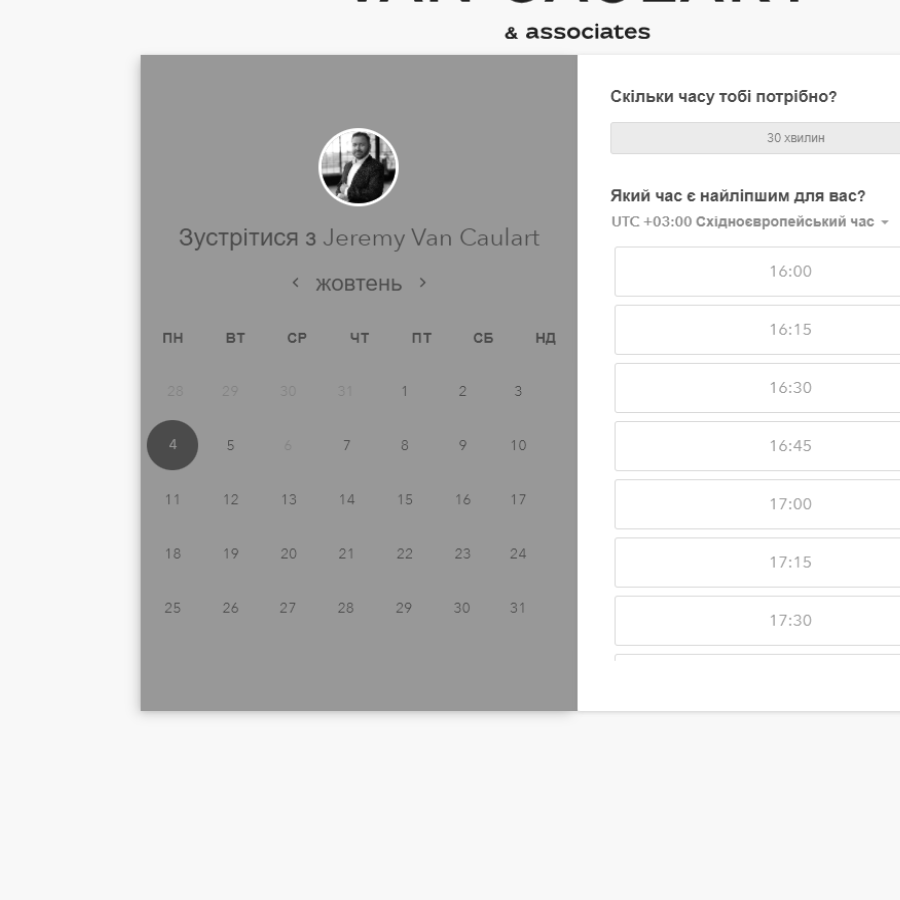 VAN CAULART
& associates
Зустрітися з Jeremy Van Caulart
жовтень
ПН ВТ СР ЧТ ПТ СБ НД
28 29 30 31 1 2 3
4 5 6 7 8 9 10
11 12 13 14 15 16 17
18 19 20 21 22 23 24
25 26 27 28 29 30 31
Скільки часу тобі потрібно?
30 хвилин
Який час є найліпшим для вас?
UTC +03:00 Східноєвропейський час
16:00
16:15
16:30
16:45
17:00
17:15
17:30